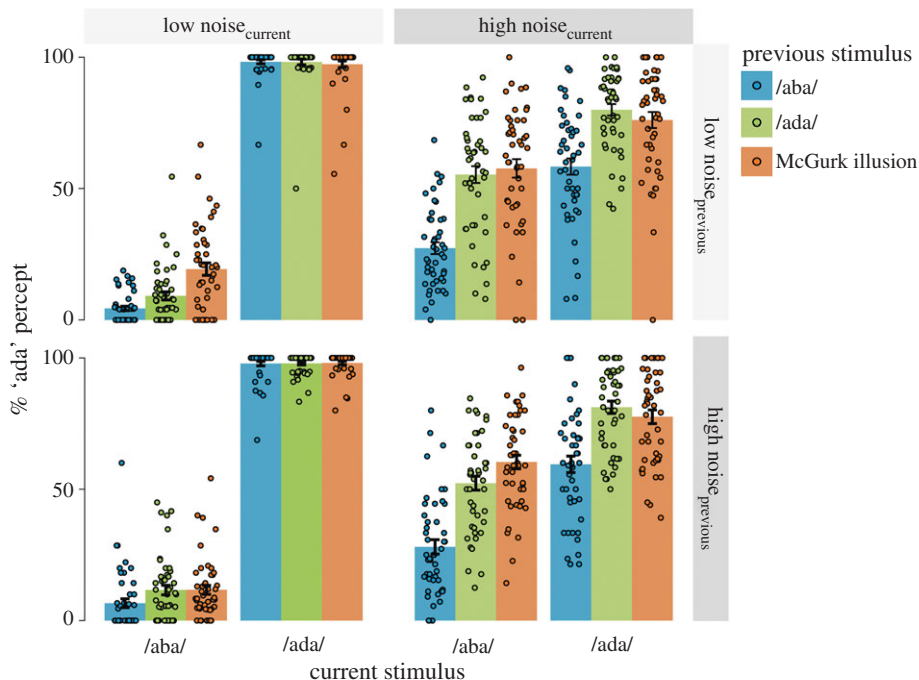 low noise_current
high noise_current
previous stimulus
/aba/
/ada/
McGurk illusion
% ‘ada’ percept
100
50
0
low noise_previous
100
50
0
high noise_previous
/aba/ /ada/ /aba/ /ada/
current stimulus